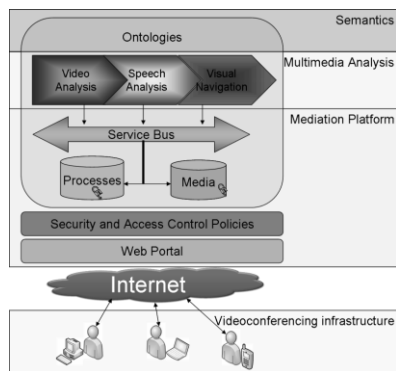 Semantics
Ontologies
Multimedia Analysis
Video
Analysis
Speech
Analysis
Visual
Navigation
Mediation Platform
Service Bus
Processes
Media
Security and Access Control Policies
Web Portal
Internet
Videoconferencing infrastructure